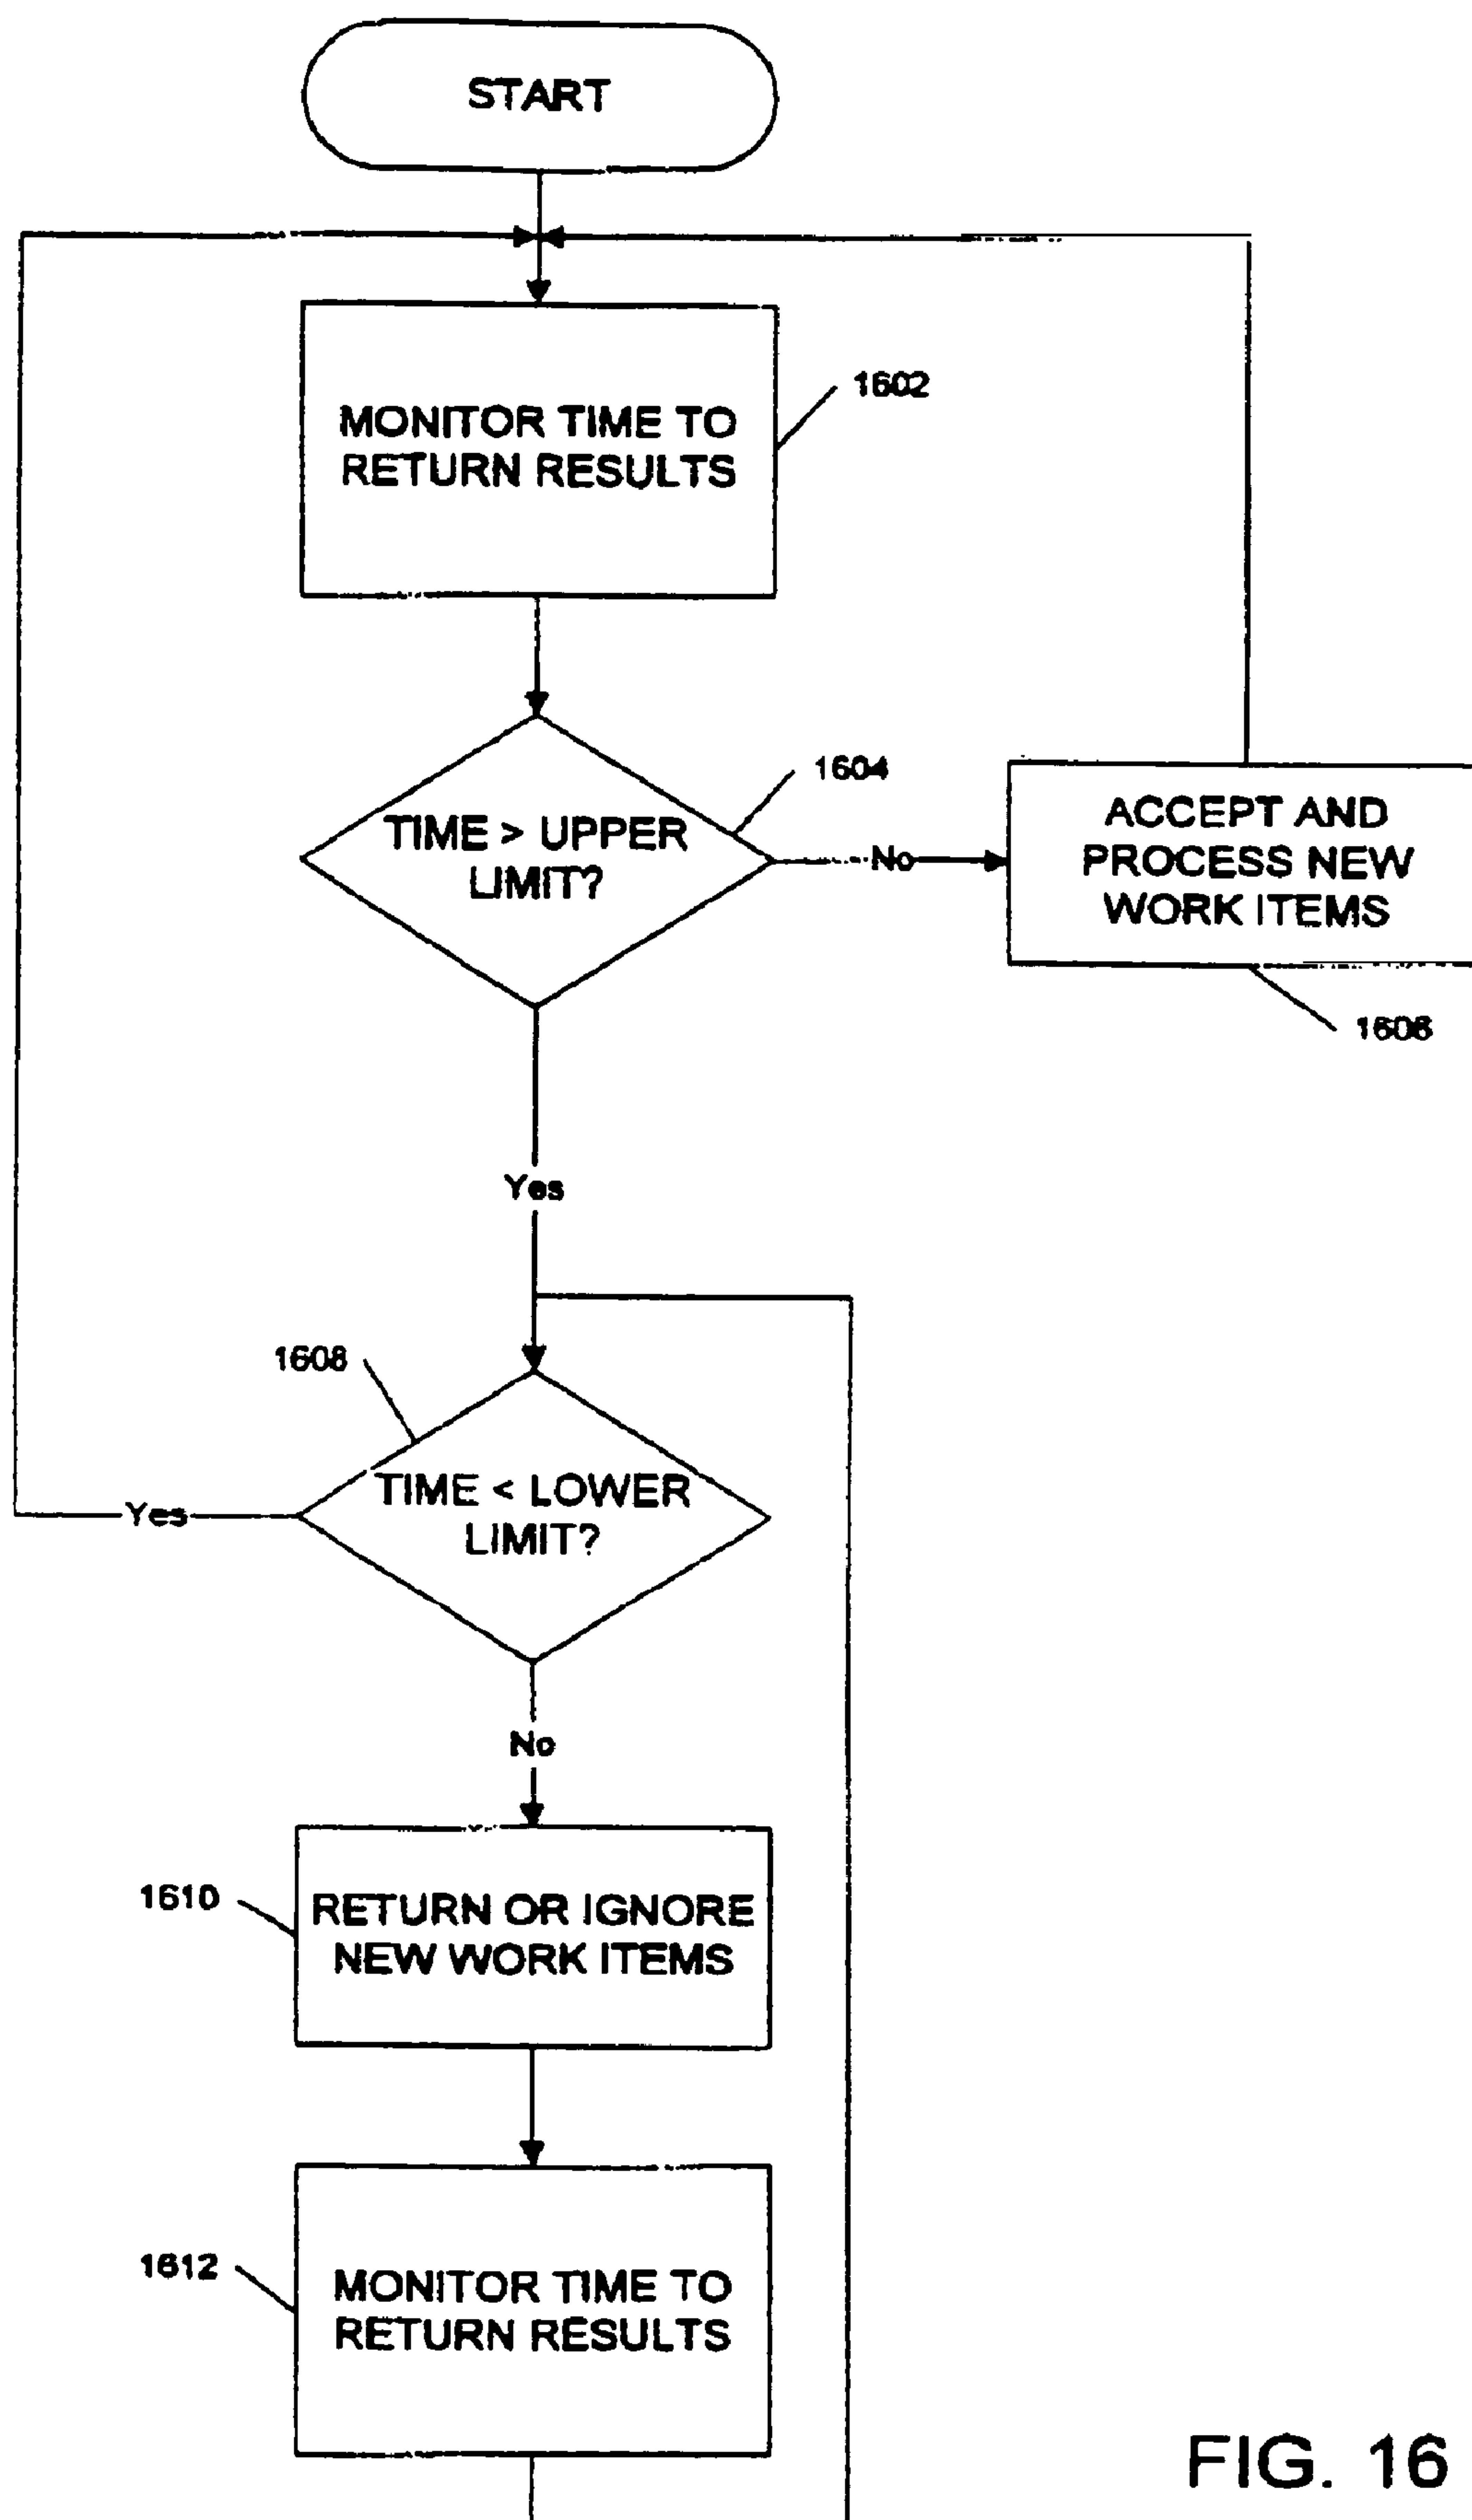 START
MONITOR TIME TO
RETURN RESULTS
1602
TIME > UPPER
LIMIT?
1604
No
ACCEPT AND
PROCESS NEW
WORK ITEMS
1606
Yes
1608
TIME < LOWER
LIMIT?
Yes
No
1610
RETURN OR IGNORE
NEW WORK ITEMS
1612
MONITOR TIME TO
RETURN RESULTS
FIG. 16